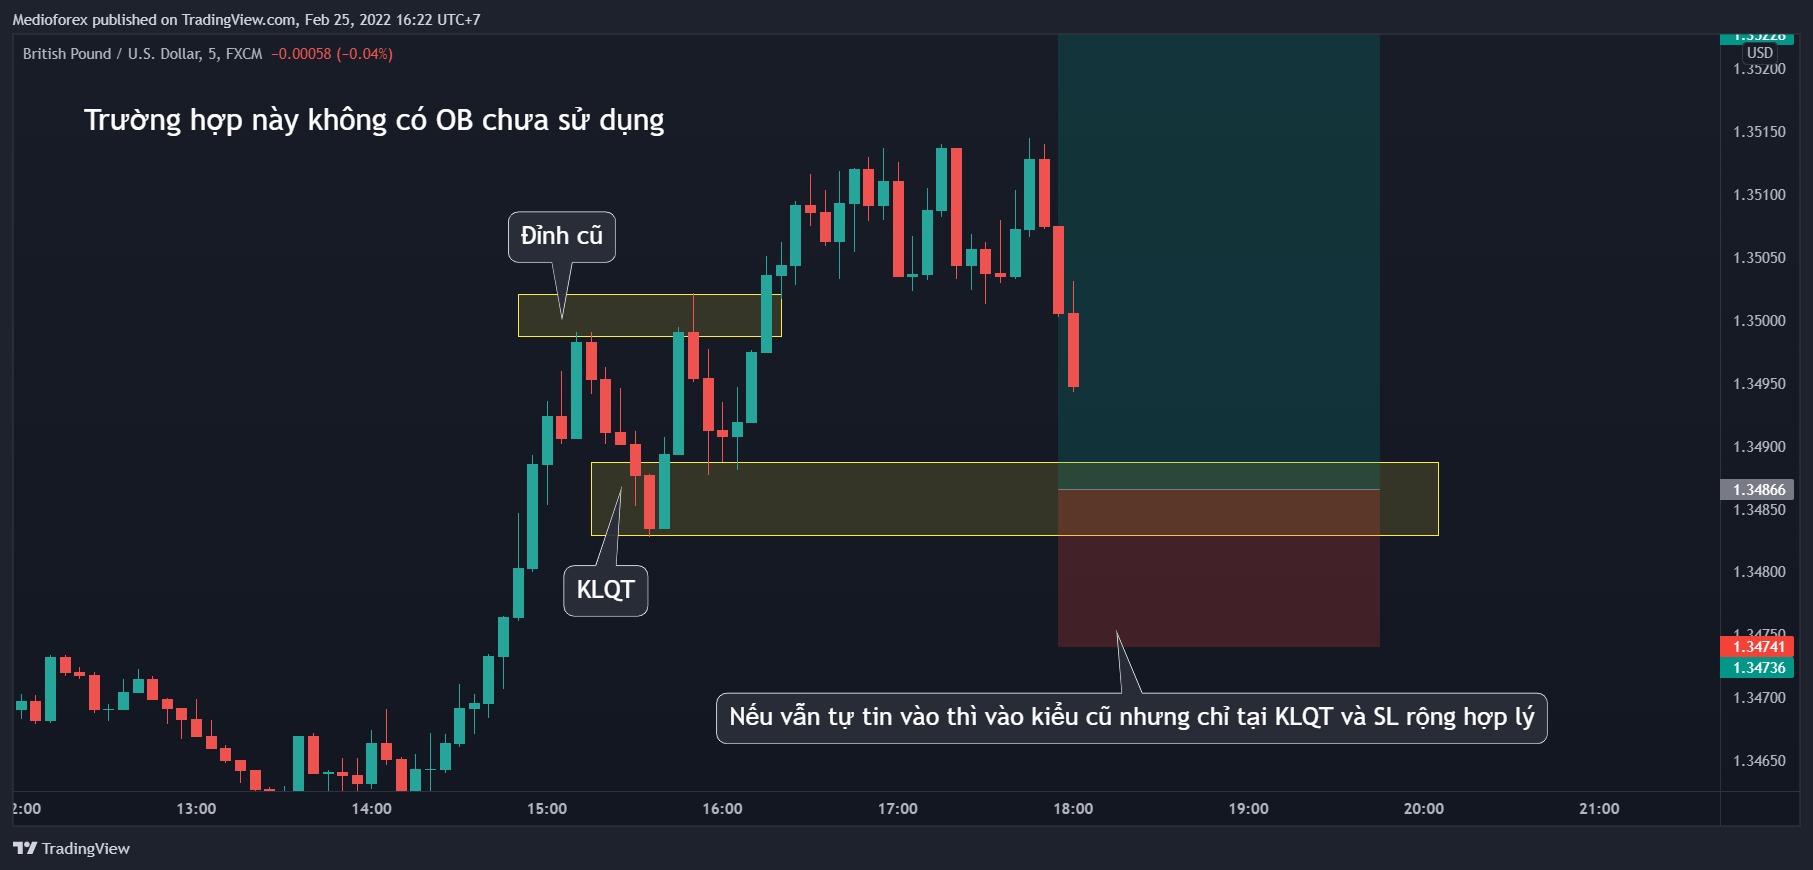 Medioforex published on TradingView.com, Feb 25, 2022 16:22 UTC+7
British Pound / U.S. Dollar, 5, FXCM −0.00058 (−0.04%)
1.35228
USD
1.35200
Trường hợp này không có OB chưa sử dụng
1.35150
1.35100
Đỉnh cũ
1.35050
1.35000
1.34950
1.34900
1.34866
1.34850
KLQT
1.34800
1.34750
1.34741
1.34736
1.34700
Nếu vẫn tự tin vào thì vào kiểu cũ nhưng chỉ tại KLQT và SL rộng hợp lý
1.34650
2:00 13:00 14:00 15:00 16:00 17:00 18:00 19:00 20:00 21:00
TradingView